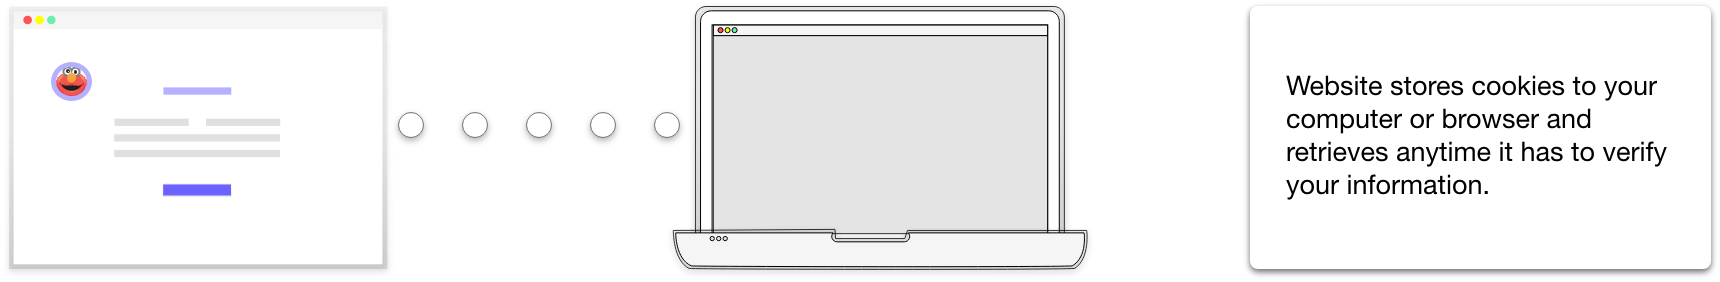 Website stores cookies to your
computer or browser and
retrieves anytime it has to verify
your information.